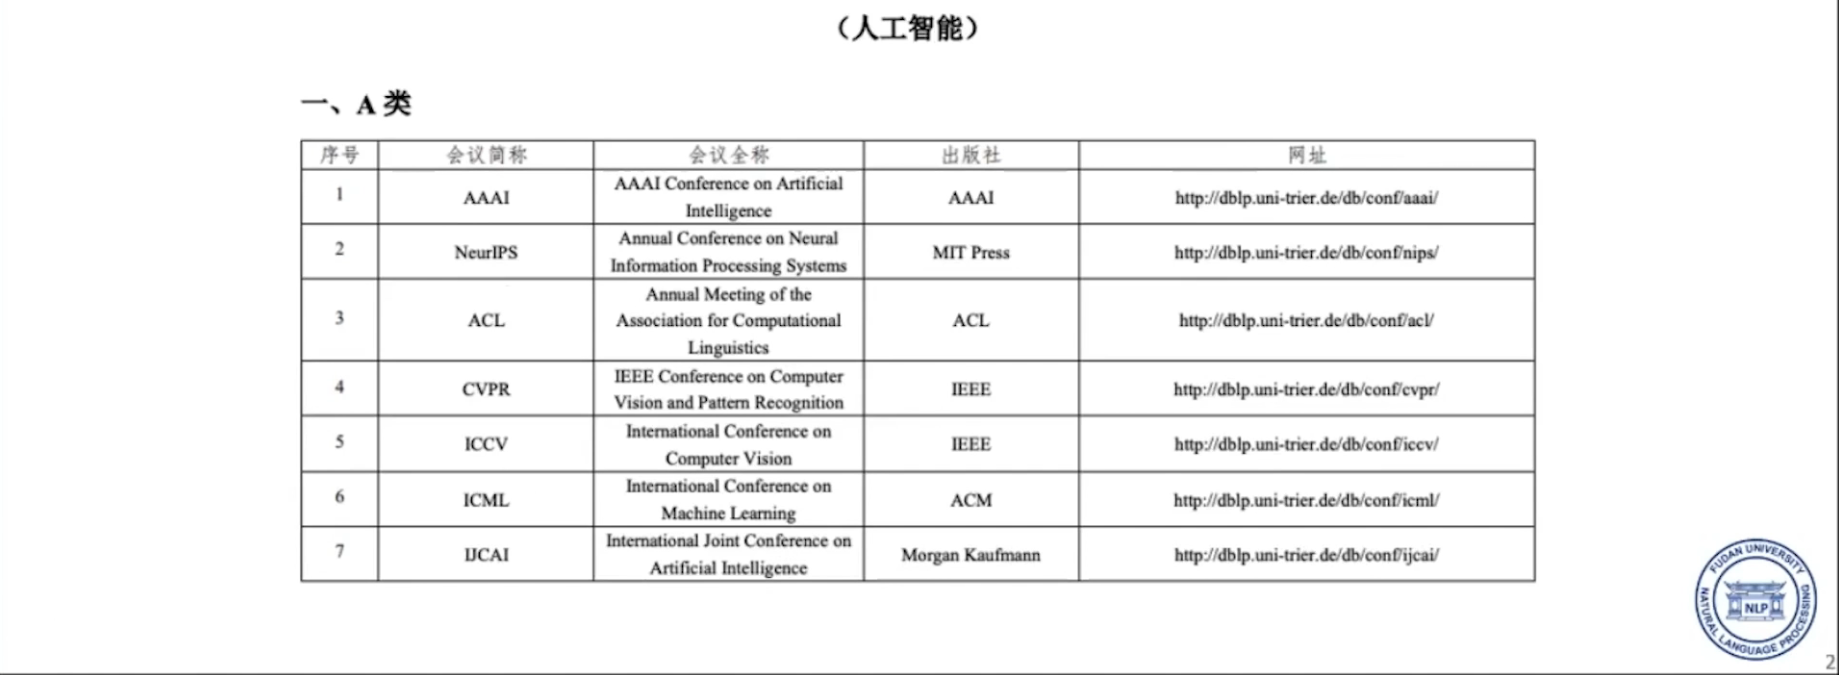 （人工智能）
一、A 类
序号 会议简称 会议全称 出版社 网址
1 AAAI AAAI Conference on Artificial Intelligence AAAI http://dblp.uni-trier.de/db/conf/aaai/
2 NeurIPS Annual Conference on Neural Information Processing Systems MIT Press http://dblp.uni-trier.de/db/conf/nips/
3 ACL Annual Meeting of the Association for Computational Linguistics ACL http://dblp.uni-trier.de/db/conf/acl/
4 CVPR IEEE Conference on Computer Vision and Pattern Recognition IEEE http://dblp.uni-trier.de/db/conf/cvpr/
5 ICCV International Conference on Computer Vision IEEE http://dblp.uni-trier.de/db/conf/iccv/
6 ICML International Conference on Machine Learning ACM http://dblp.uni-trier.de/db/conf/icml/
7 IJCAI International Joint Conference on Artificial Intelligence Morgan Kaufmann http://dblp.uni-trier.de/db/conf/ijcai/
FUDAN UNIVERSITY
NLP
NATURAL LANGUAGE PROCESSING
2